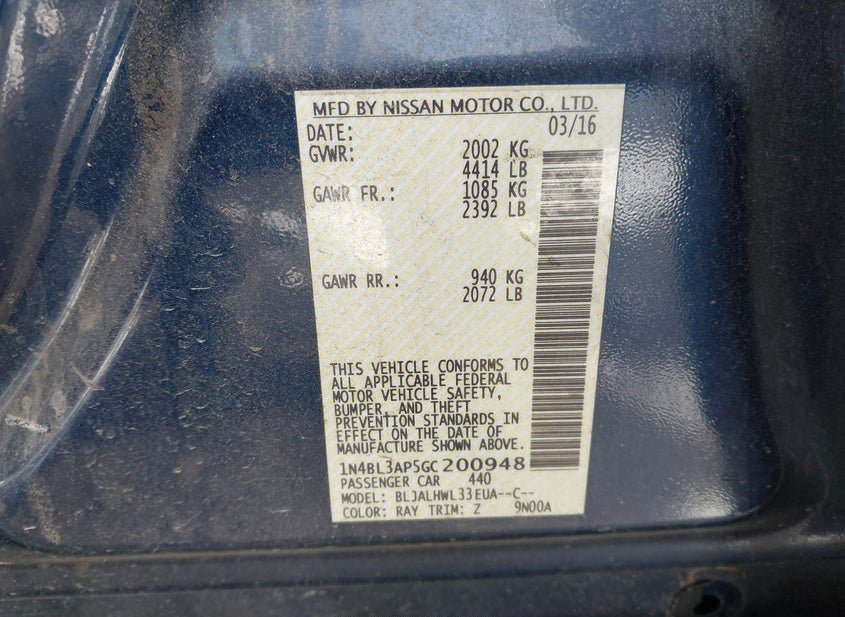 MFD BY NISSAN MOTOR CO., LTD.
DATE: 03/16
GVWR: 2002 KG
4414 LB
GAWR FR.: 1085 KG
2392 LB
GAWR RR.: 940 KG
2072 LB
THIS VEHICLE CONFORMS TO
ALL APPLICABLE FEDERAL
MOTOR VEHICLE SAFETY,
BUMPER, AND THEFT
PREVENTION STANDARDS IN
EFFECT ON THE DATE OF
MANUFACTURE SHOWN ABOVE.
1N4BL3AP5GC200948
PASSENGER CAR 440
MODEL: BLJALHWL33EUA--C--
COLOR: RAY TRIM: Z 9N00A